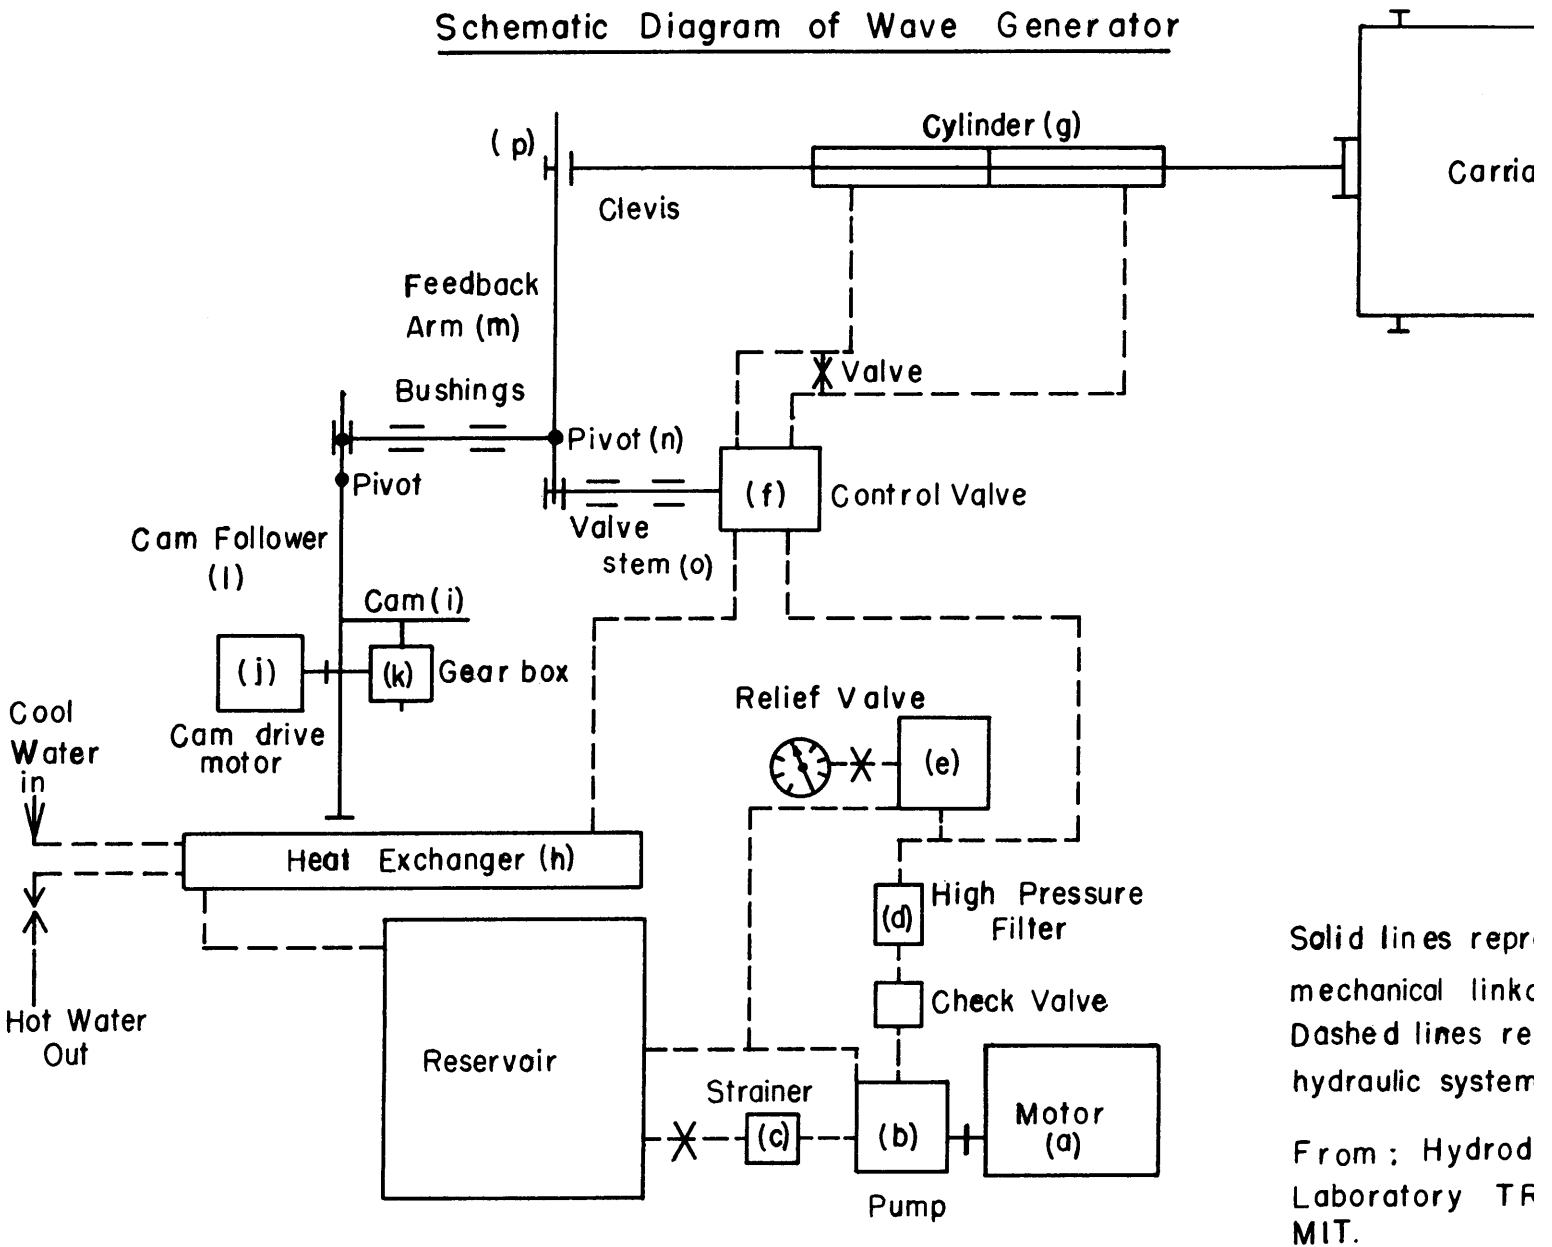 Schematic Diagram of Wave Generator
(p)
Cylinder (g)
Clevis
Carria
Feedback
Arm (m)
Valve
Bushings
Pivot (n)
Pivot
(f)
Control Valve
Valve
stem (o)
Cam Follower
(l)
Cam (i)
(j)
(k)
Gear box
Cam drive
motor
Relief Valve
(e)
Cool
Water
in
Heat Exchanger (h)
(d)
High Pressure
Filter
Check Valve
Hot Water
Out
Reservoir
Strainer
(c)
(b)
Pump
Motor
(a)
Solid lines repr
mechanical link
Dashed lines re
hydraulic system
From: Hydrod
Laboratory TR
MIT.